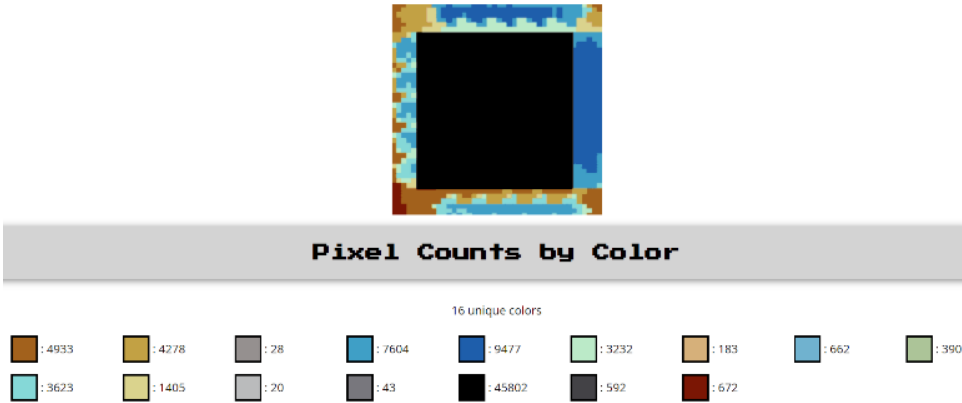 Pixel Counts by Color
16 unique colors
: 4933 : 4278 : 28 : 7604 : 9477 : 3232 : 183 : 662 : 390
: 3623 : 1405 : 20 : 43 : 45802 : 592 : 672